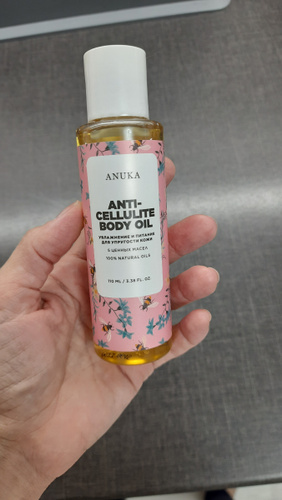 ANUKA
ANTI-
CELLULITE
BODY OIL
УВЛАЖНЕНИЕ И ПИТАНИЕ
ДЛЯ УПРУГОСТИ КОЖИ
5 ЦЕННЫХ МАСЕЛ
100% NATURAL OILS
110 ML / 3.38 FL. OZ